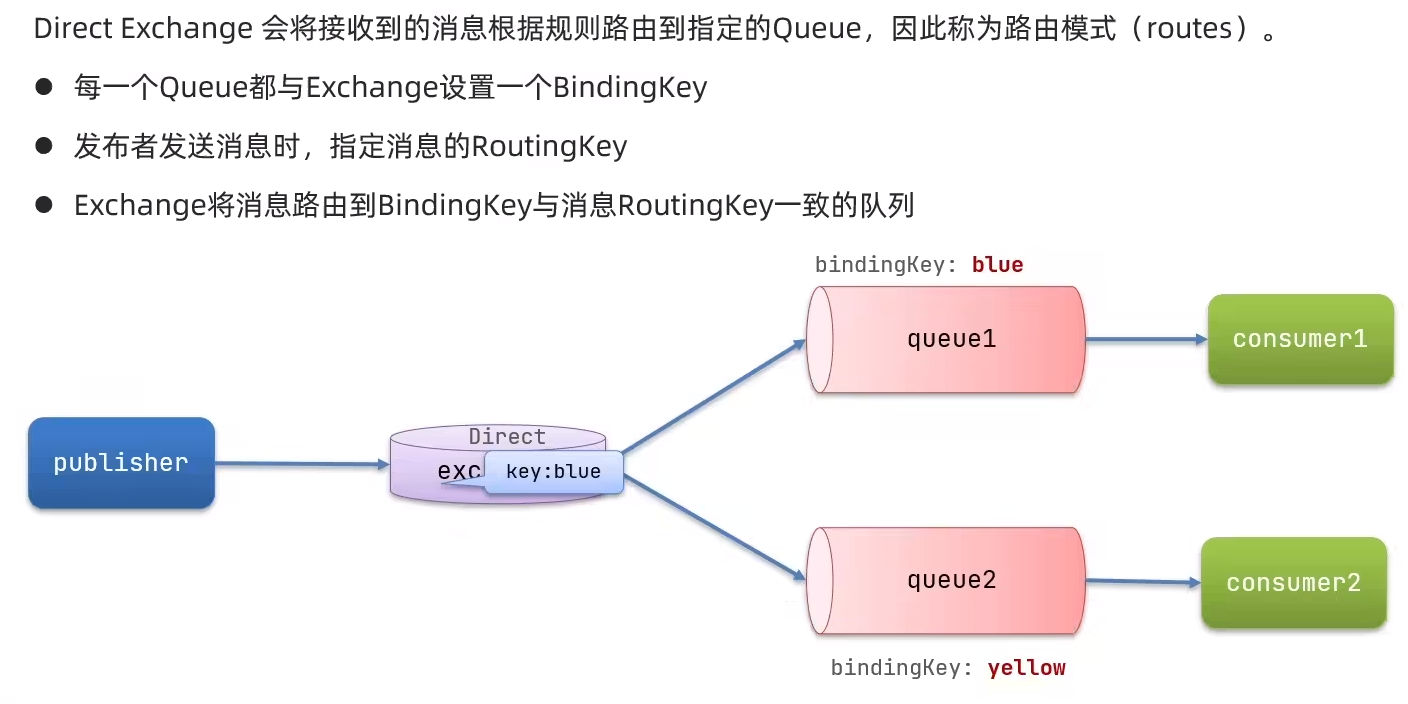 Direct Exchange 会将接收到的消息根据规则路由到指定的Queue，因此称为路由模式（routes）。
● 每一个Queue都与Exchange设置一个BindingKey
● 发布者发送消息时，指定消息的RoutingKey
● Exchange将消息路由到BindingKey与消息RoutingKey一致的队列
bindingKey: blue
queue1
consumer1
Direct
publisher
exc
key:blue
queue2
consumer2
bindingKey: yellow